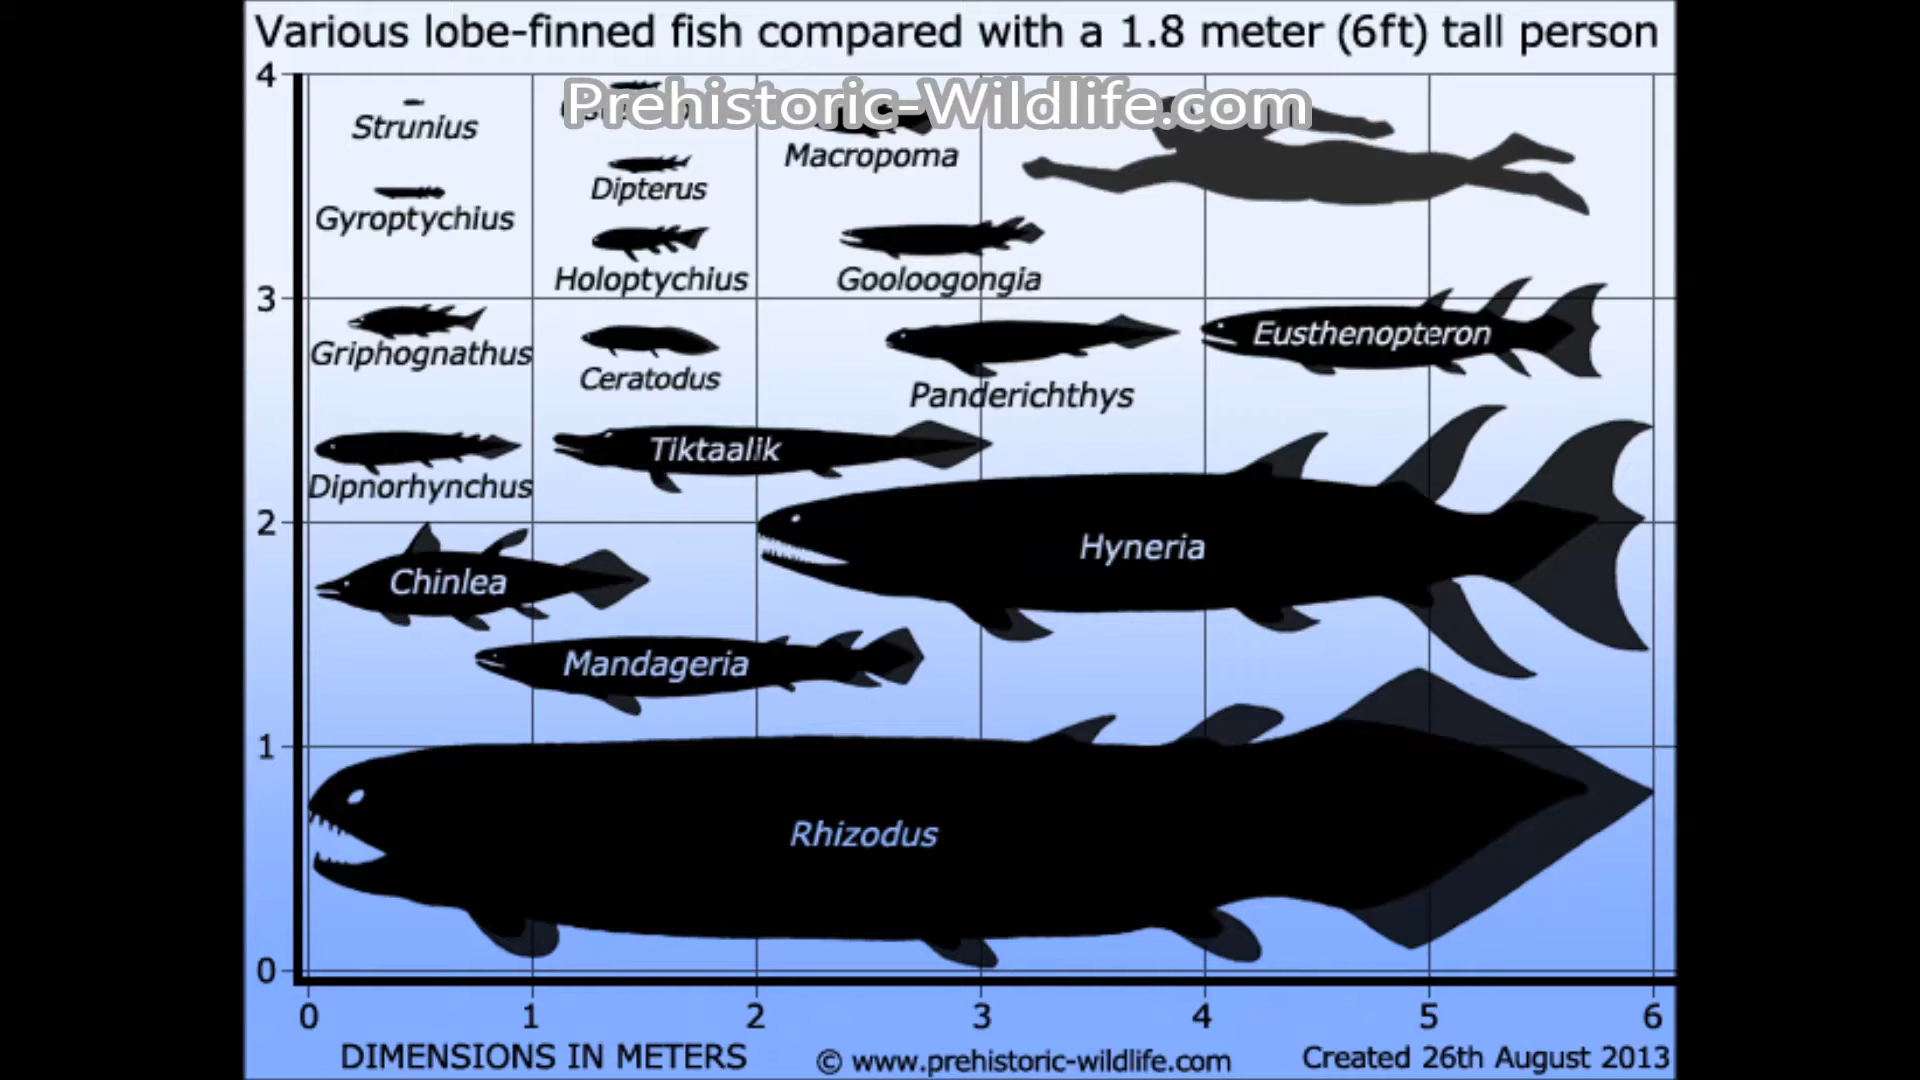 Various lobe-finned fish compared with a 1.8 meter (6ft) tall person
4
Prehistoric-Wildlife.com
Strunius
Macropoma
Dipterus
Gyroptychius
Holoptychius
Gooloogongia
3
Eusthenopteron
Griphognathus
Ceratodus
Panderichthys
Tiktaalik
Dipnorhynchus
2
Hyneria
Chinlea
Mandageria
1
Rhizodus
0
0 1 2 3 4 5 6
DIMENSIONS IN METERS
© www.prehistoric-wildlife.com
Created 26th August 2013